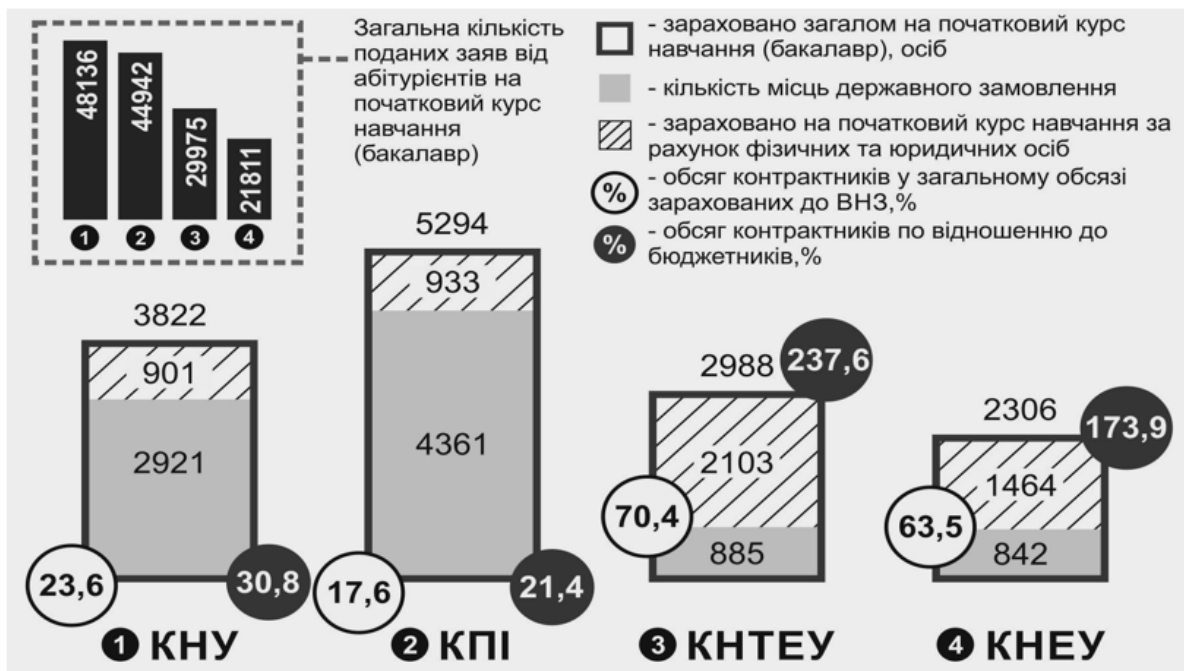 48136
44942
29975
21811
1
2
3
4
Загальна кількість
поданих заяв від
абітурієнтів на
початковий курс
навчання
(бакалавр)
- зараховано загалом на початковий курс
навчання (бакалавр), осіб
- кількість місць державного замовлення
- зараховано на початковий курс навчання за
рахунок фізичних та юридичних осіб
% - обсяг контрактників у загальному обсязі
зарахованих до ВНЗ,%
% - обсяг контрактників по відношенню до
бюджетників,%
3822
901
2921
23,6
30,8
1 КНУ
5294
933
4361
17,6
21,4
2 КПІ
2988
237,6
2103
70,4
885
3 КНТЕУ
2306
173,9
1464
63,5
842
4 КНЕУ